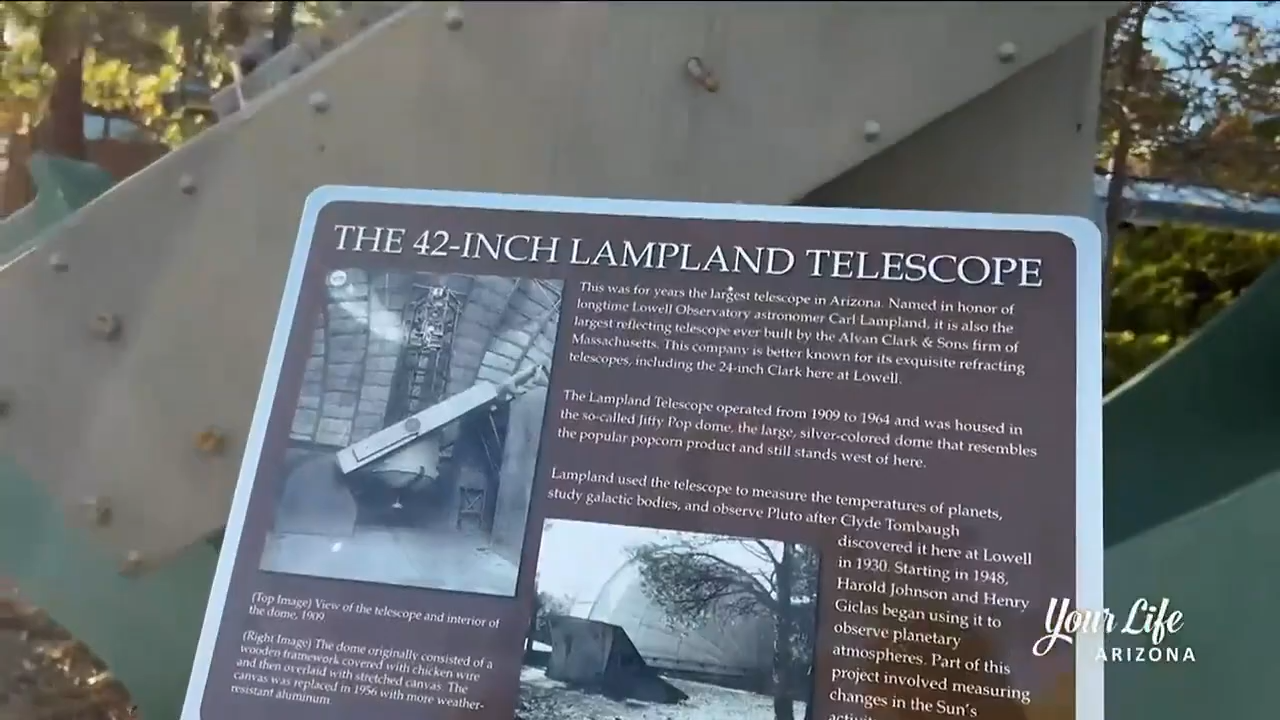 THE 42-INCH LAMPLAND TELESCOPE
This was for years the largest telescope in Arizona. Named in honor of
longtime Lowell Observatory astronomer Carl Lampland, it is also the
largest reflecting telescope ever built by the Alvan Clark & Sons firm of
Massachusetts. This company is better known for its exquisite refracting
telescopes, including the 24-inch Clark here at Lowell.
The Lampland Telescope operated from 1909 to 1964 and was housed in
the so-called Jiffy Pop dome, the large, silver-colored dome that resembles
the popular popcorn product and still stands west of here.
Lampland used the telescope to measure the temperatures of planets,
study galactic bodies, and observe Pluto after Clyde Tombaugh
discovered it here at Lowell
in 1930. Starting in 1948,
Harold Johnson and Henry
Giclas began using it to
observe planetary
atmospheres. Part of this
project involved measuring
changes in the Sun's
(Top Image) View of the telescope and interior of
the dome, 1909
(Right Image) The dome originally consisted of a
wooden framework covered with chicken wire
and then overlaid with stretched canvas. The
canvas was replaced in 1956 with more weather-
resistant aluminum
Your Life
ARIZONA